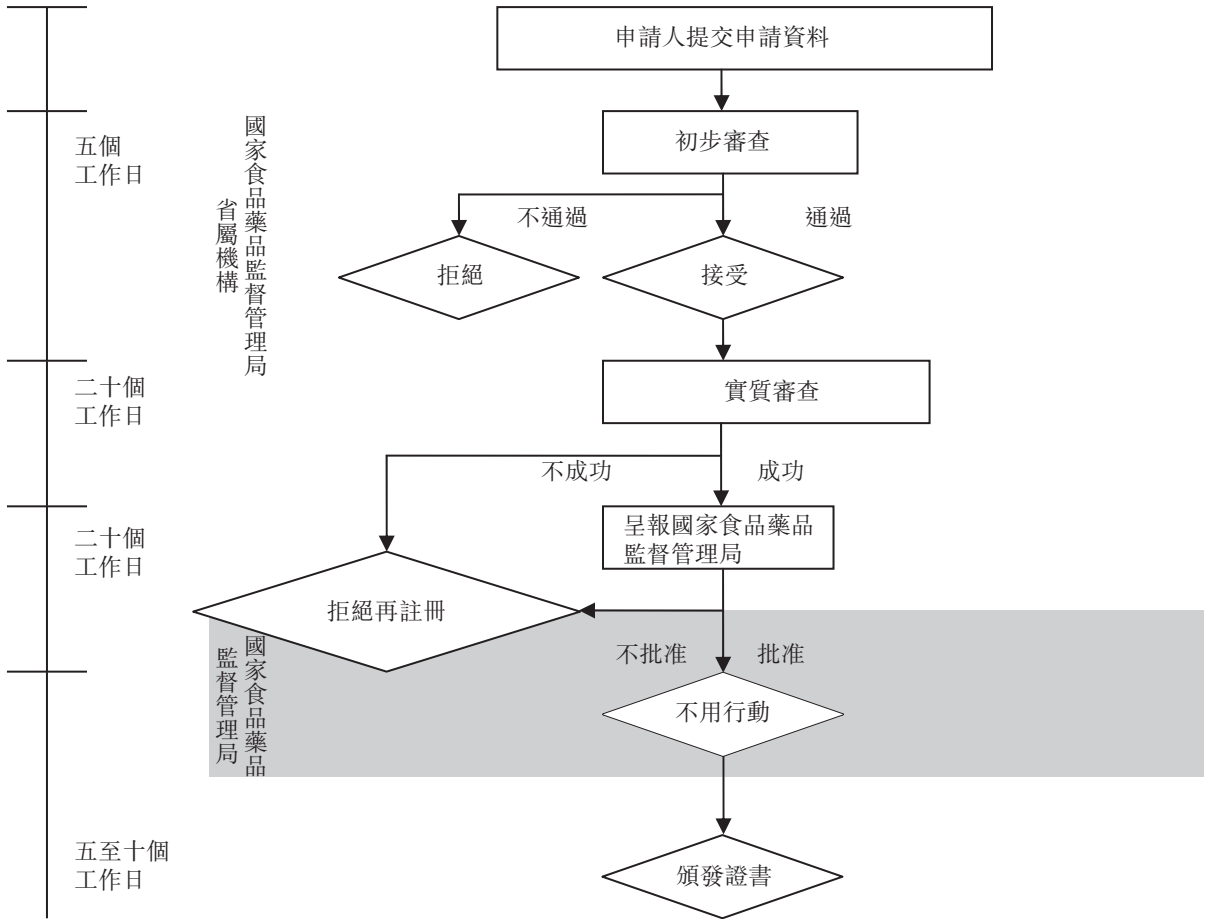 申請人提交申請資料
五個
工作日
國家食品藥品監督管理局
省屬機構
初步審查
不通過
通過
拒絕
接受
二十個
工作日
實質審查
不成功
成功
二十個
工作日
呈報國家食品藥品
監督管理局
拒絕再註冊
國家食品藥品
監督管理局
不批准
批准
不用行動
五至十個
工作日
頒發證書